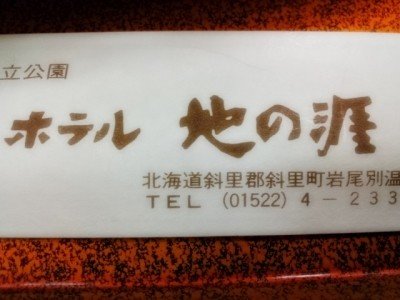 立公園
ホテル 地の涯
北海道斜里郡斜里町岩尾別温
TEL (01522) 4-233